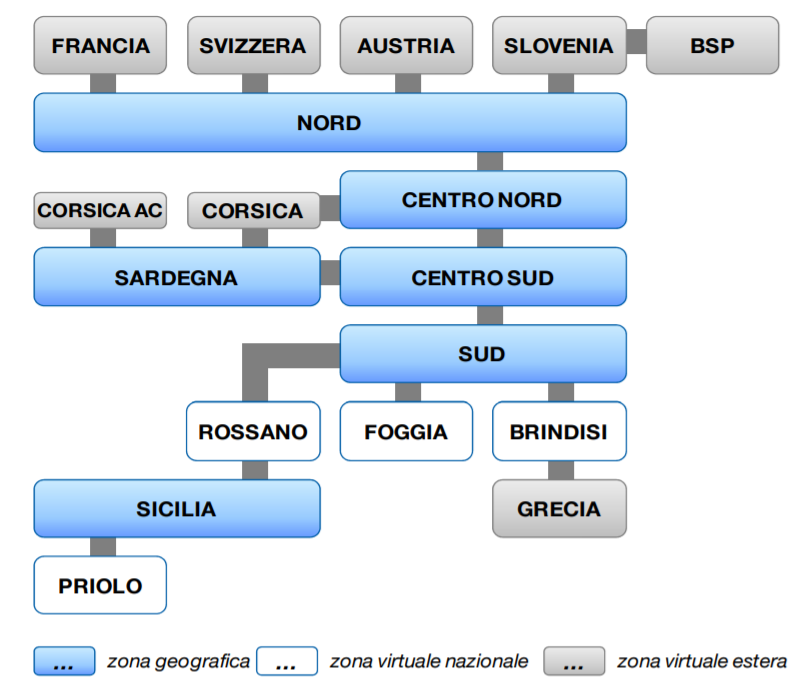 FRANCIA
SVIZZERA
AUSTRIA
SLOVENIA
BSP
NORD
CENTRO NORD
CORSICA AC
CORSICA
SARDEGNA
CENTRO SUD
SUD
ROSSANO
FOGGIA
BRINDISI
SICILIA
GRECIA
PRIOLO
... zona geografica
... zona virtuale nazionale
... zona virtuale estera